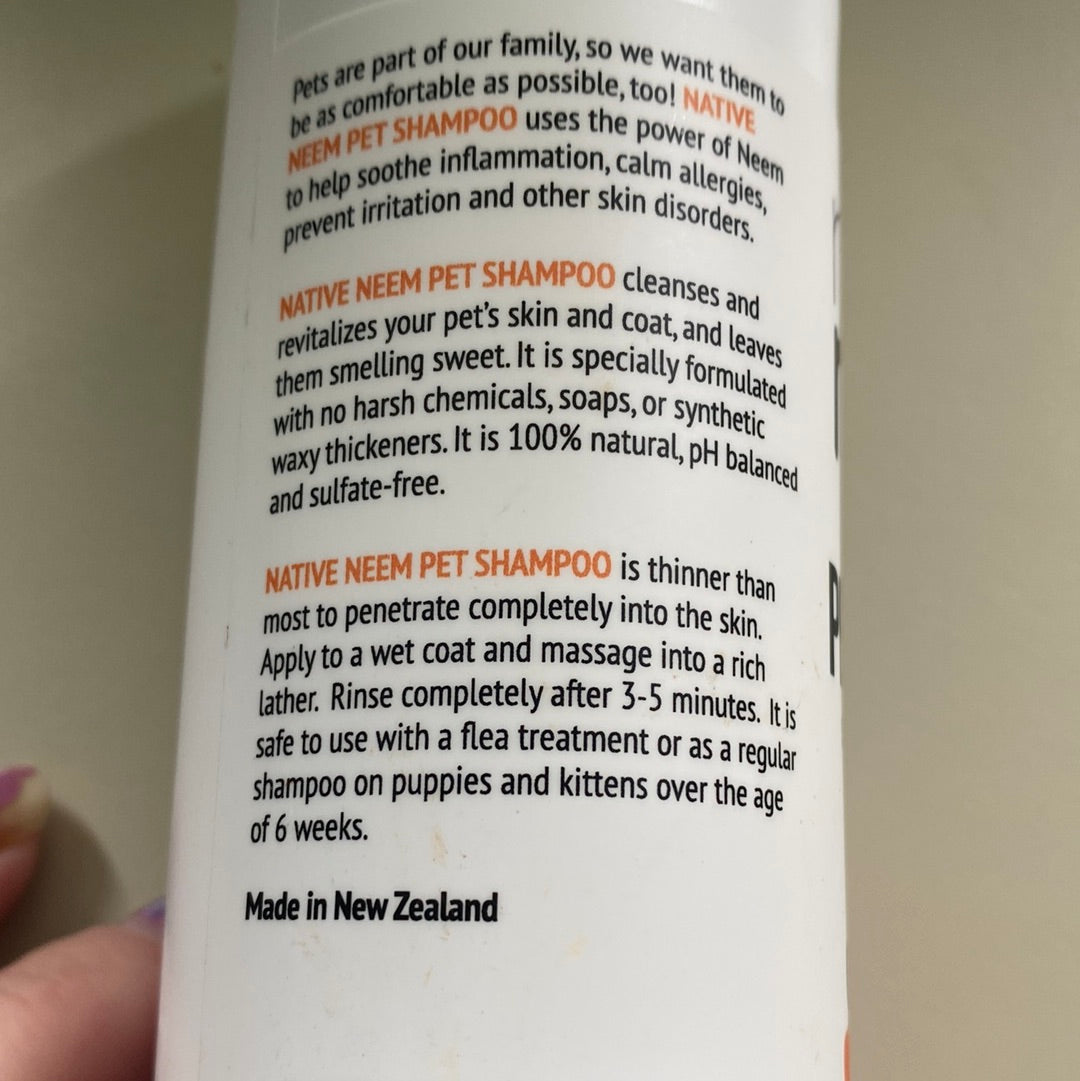 Pets are part of our family, so we want them to
be as comfortable as possible, too! NATIVE
NEEM PET SHAMPOO uses the power of Neem
to help soothe inflammation, calm allergies,
prevent irritation and other skin disorders.
NATIVE NEEM PET SHAMPOO cleanses and
revitalizes your pet's skin and coat, and leaves
them smelling sweet. It is specially formulated
with no harsh chemicals, soaps, or synthetic
waxy thickeners. It is 100% natural, pH balanced
and sulfate-free.
NATIVE NEEM PET SHAMPOO is thinner than
most to penetrate completely into the skin.
Apply to a wet coat and massage into a rich
lather. Rinse completely after 3-5 minutes. It is
safe to use with a flea treatment or as a regular
shampoo on puppies and kittens over the age
of 6 weeks.
Made in New Zealand